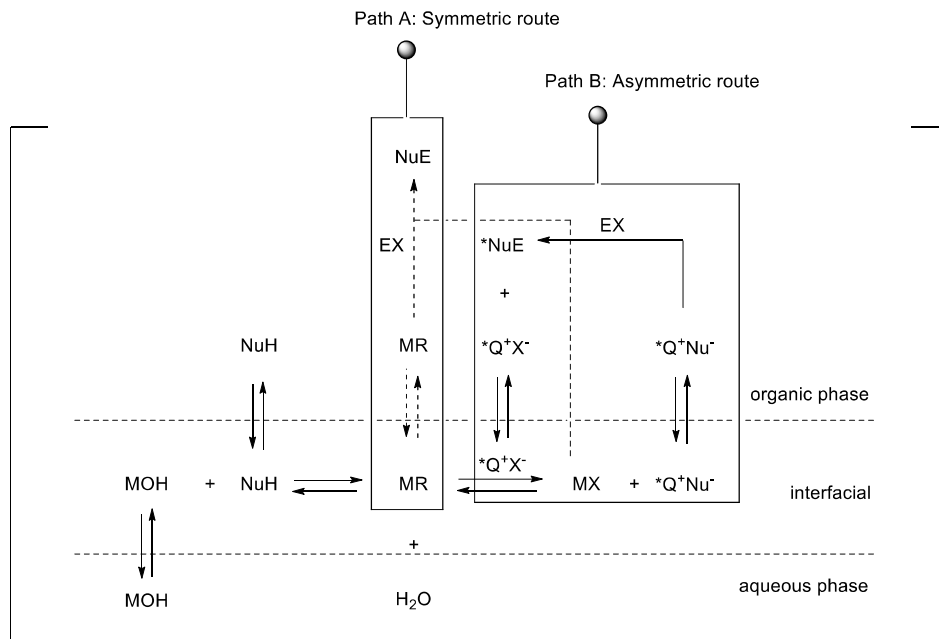 Path A: Symmetric route
Path B: Asymmetric route
NuE
EX
*NuE
EX
+
NuH
MR
*Q+X-
*Q+Nu-
organic phase
*Q+X-
MOH + NuH
MR
MX + *Q+Nu-
interfacial
+
MOH
H2O
aqueous phase